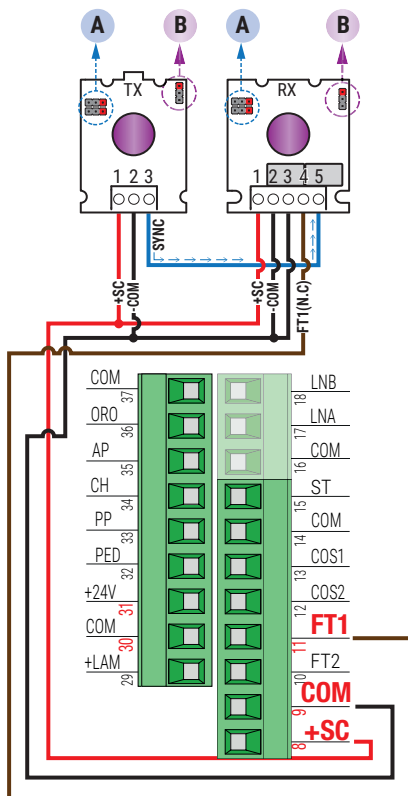 A B A B
TX RX
1 2 3 1 2 3 4 5
SYNC
+SC -COM +SC -COM FT1(N.C)
COM 37 18 LNB
ORO 36 17 LNA
AP 35 16 COM
CH 34 15 ST
PP 33 14 COM
PED 32 13 COS1
+24V 31 12 COS2
COM 30 11 FT1
+LAM 29 10 FT2
9 COM
8 +SC